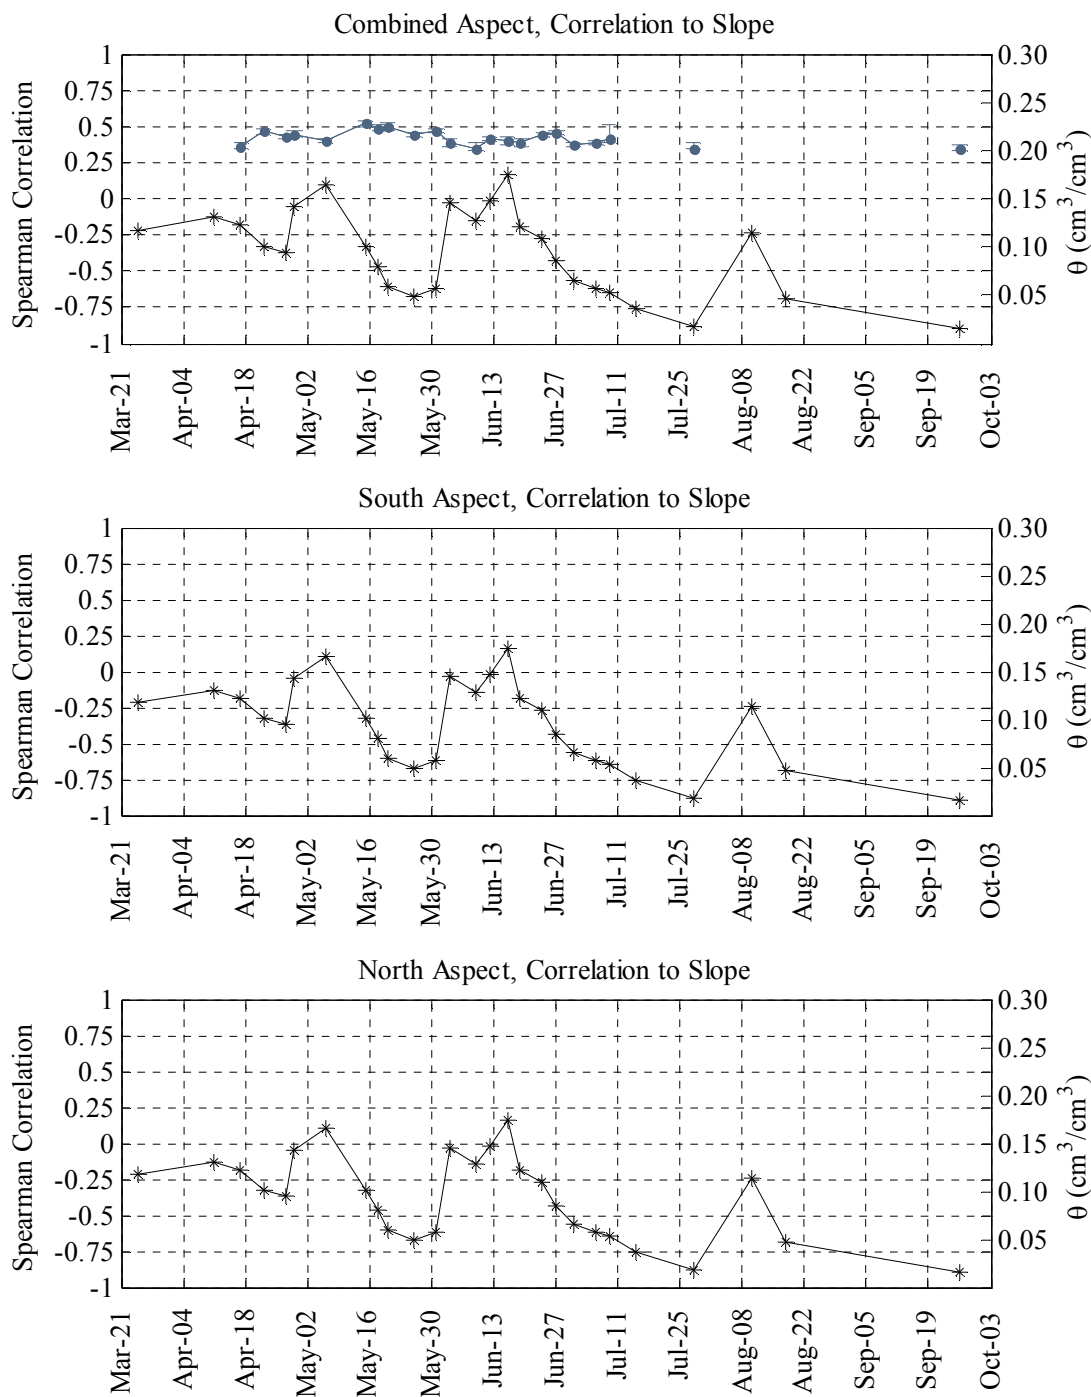 Combined Aspect, Correlation to Slope
Spearman Correlation
1
0.75
0.5
0.25
0
-0.25
-0.5
-0.75
-1
0.30
0.25
0.20
0.15
0.10
0.05
θ (cm³/cm³)
Mar-21
Apr-04
Apr-18
May-02
May-16
May-30
Jun-13
Jun-27
Jul-11
Jul-25
Aug-08
Aug-22
Sep-05
Sep-19
Oct-03
South Aspect, Correlation to Slope
Spearman Correlation
1
0.75
0.5
0.25
0
-0.25
-0.5
-0.75
-1
0.30
0.25
0.20
0.15
0.10
0.05
θ (cm³/cm³)
Mar-21
Apr-04
Apr-18
May-02
May-16
May-30
Jun-13
Jun-27
Jul-11
Jul-25
Aug-08
Aug-22
Sep-05
Sep-19
Oct-03
North Aspect, Correlation to Slope
Spearman Correlation
1
0.75
0.5
0.25
0
-0.25
-0.5
-0.75
-1
0.30
0.25
0.20
0.15
0.10
0.05
θ (cm³/cm³)
Mar-21
Apr-04
Apr-18
May-02
May-16
May-30
Jun-13
Jun-27
Jul-11
Jul-25
Aug-08
Aug-22
Sep-05
Sep-19
Oct-03